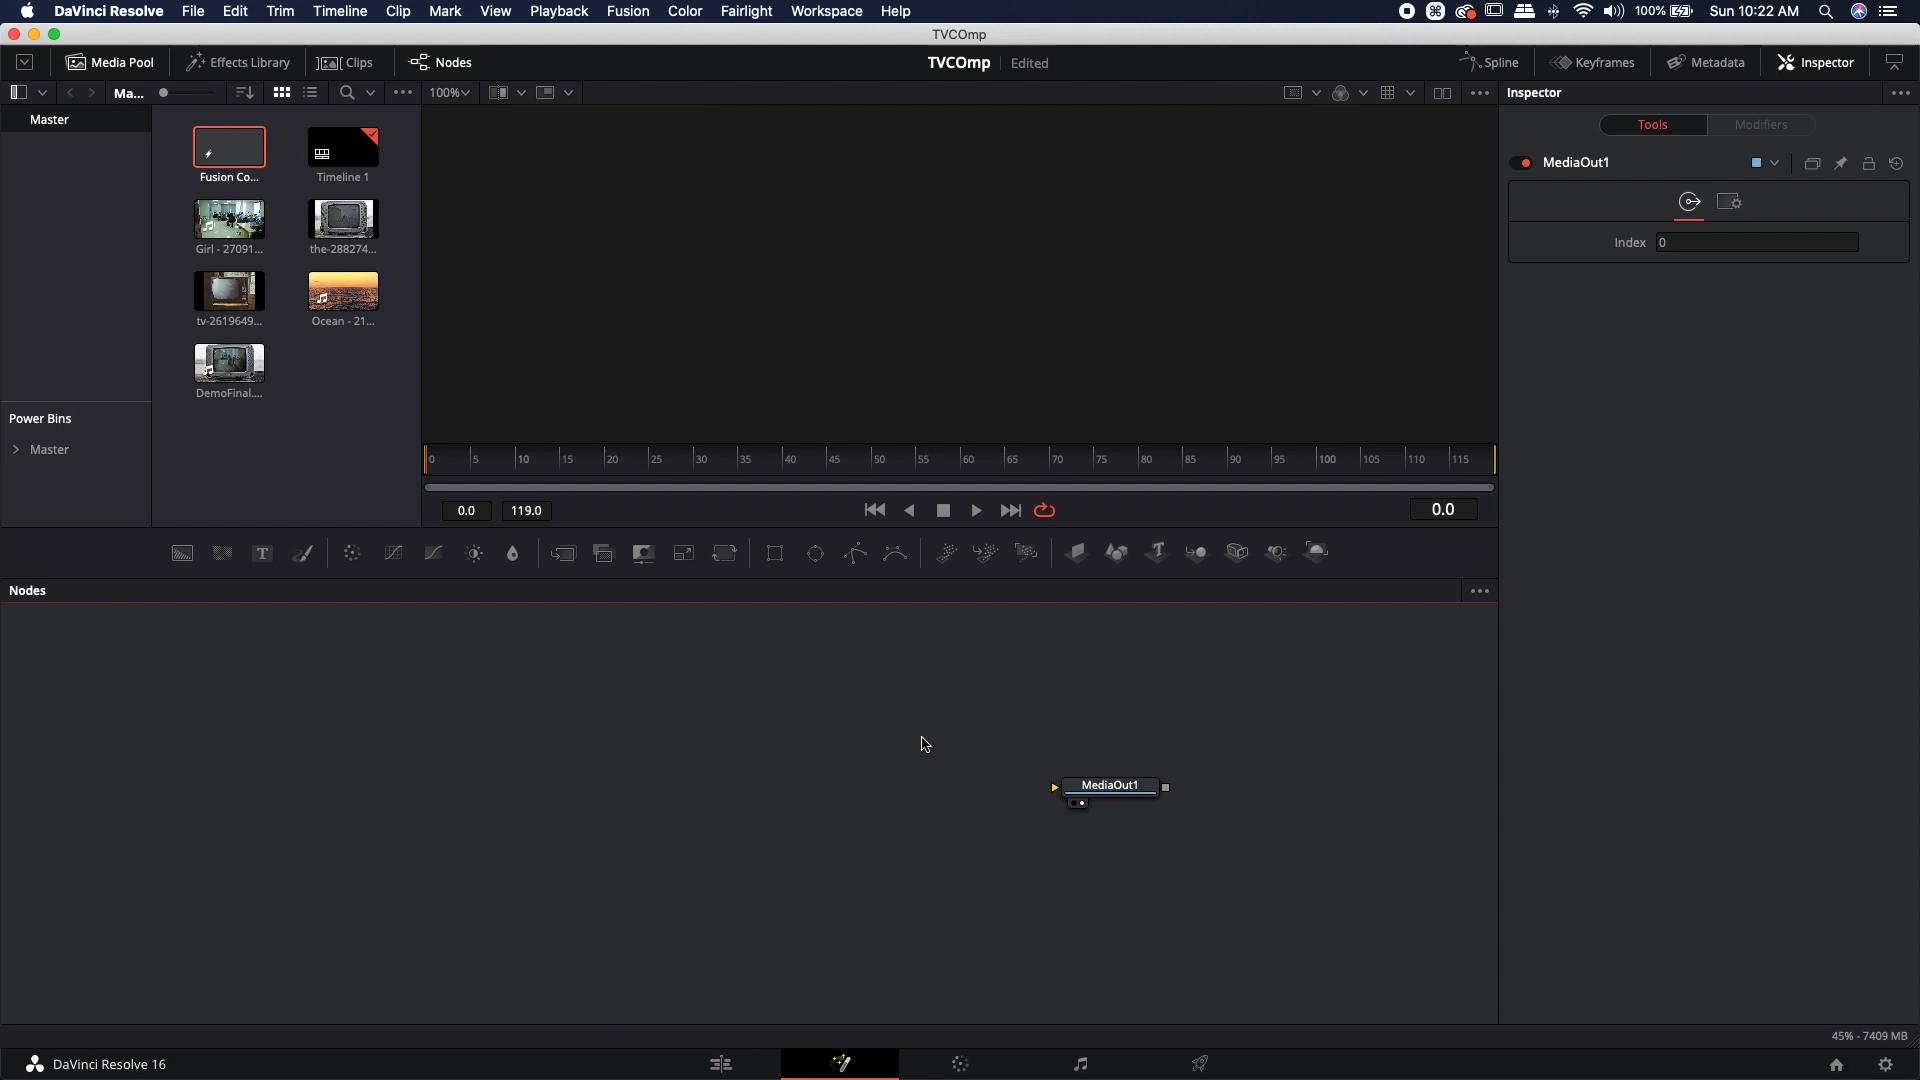 DaVinci Resolve File Edit Trim Timeline Clip Mark View Playback Fusion Color Fairlight Workspace Help 100% Sun 10:22 AM
TVCOmp
Media Pool Effects Library Clips Nodes TVCOmp Edited Spline Keyframes Metadata Inspector
Ma... 100% Inspector
Master
Tools Modifiers
MediaOut1
Fusion Co... Timeline 1
Index 0
Girl - 27091... the-288274...
tv-2619649... Ocean - 21...
DemoFinal....
Power Bins
Master
0 5 10 15 20 25 30 35 40 45 50 55 60 65 70 75 80 85 90 95 100 105 110 115
0.0 119.0 0.0
T T
Nodes
MediaOut1
45% - 7409 MB
DaVinci Resolve 16